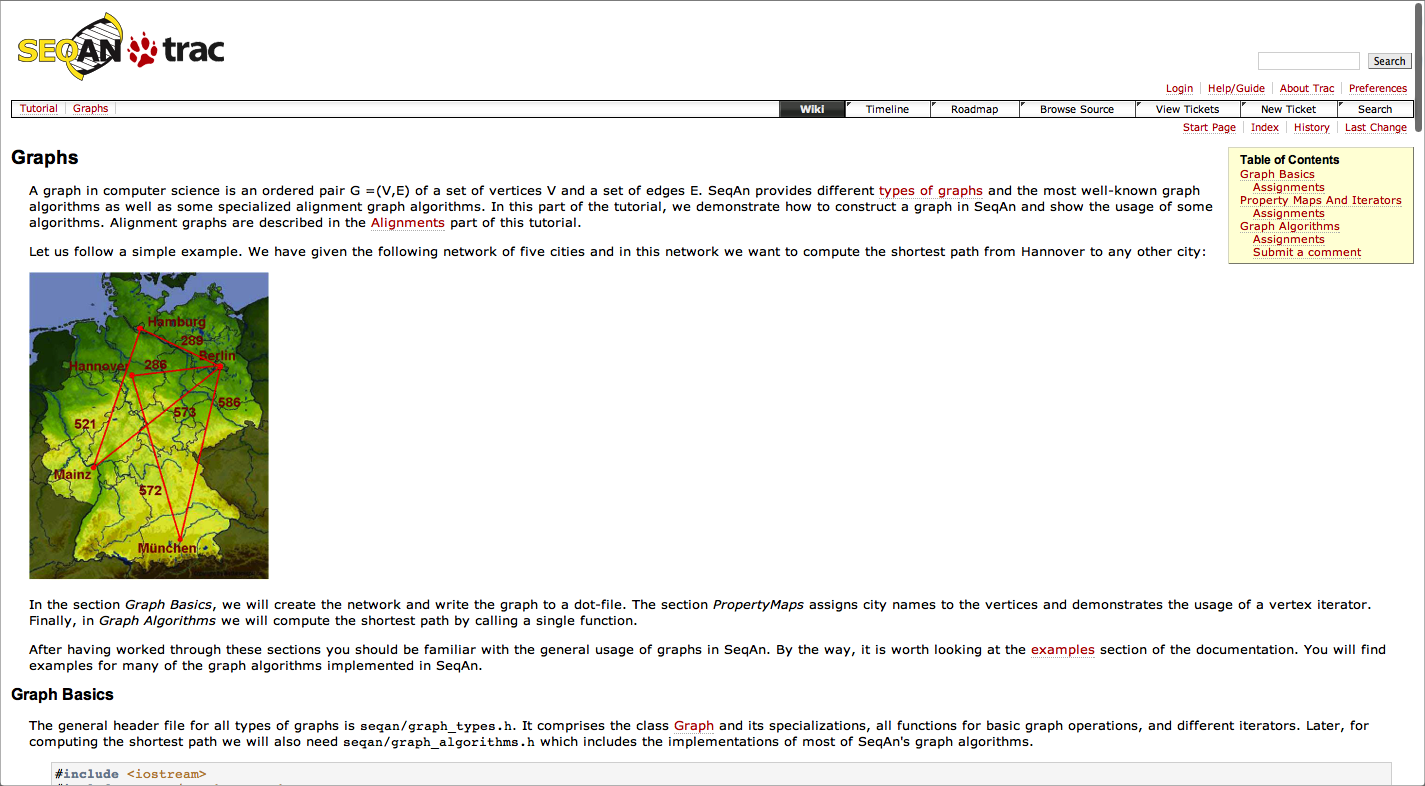 SEQAN trac
Search
Login Help/Guide About Trac Preferences
Tutorial Graphs Wiki Timeline Roadmap Browse Source View Tickets New Ticket Search
Start Page Index History Last Change
Graphs
A graph in computer science is an ordered pair G =(V,E) of a set of vertices V and a set of edges E. SeqAn provides different types of graphs and the most well-known graph
algorithms as well as some specialized alignment graph algorithms. In this part of the tutorial, we demonstrate how to construct a graph in SeqAn and show the usage of some
algorithms. Alignment graphs are described in the Alignments part of this tutorial.
Let us follow a simple example. We have given the following network of five cities and in this network we want to compute the shortest path from Hannover to any other city:
Table of Contents
Graph Basics
Assignments
Property Maps And Iterators
Assignments
Graph Algorithms
Assignments
Submit a comment
Hamburg
289
Berlin
Hannover 286
586
573
521
Mainz
572
München
In the section Graph Basics, we will create the network and write the graph to a dot-file. The section PropertyMaps assigns city names to the vertices and demonstrates the usage of a vertex iterator.
Finally, in Graph Algorithms we will compute the shortest path by calling a single function.
After having worked through these sections you should be familiar with the general usage of graphs in SeqAn. By the way, it is worth looking at the examples section of the documentation. You will find
examples for many of the graph algorithms implemented in SeqAn.
Graph Basics
The general header file for all types of graphs is seqan/graph_types.h. It comprises the class Graph and its specializations, all functions for basic graph operations, and different iterators. Later, for
computing the shortest path we will also need seqan/graph_algorithms.h which includes the implementations of most of SeqAn's graph algorithms.
#include <iostream>